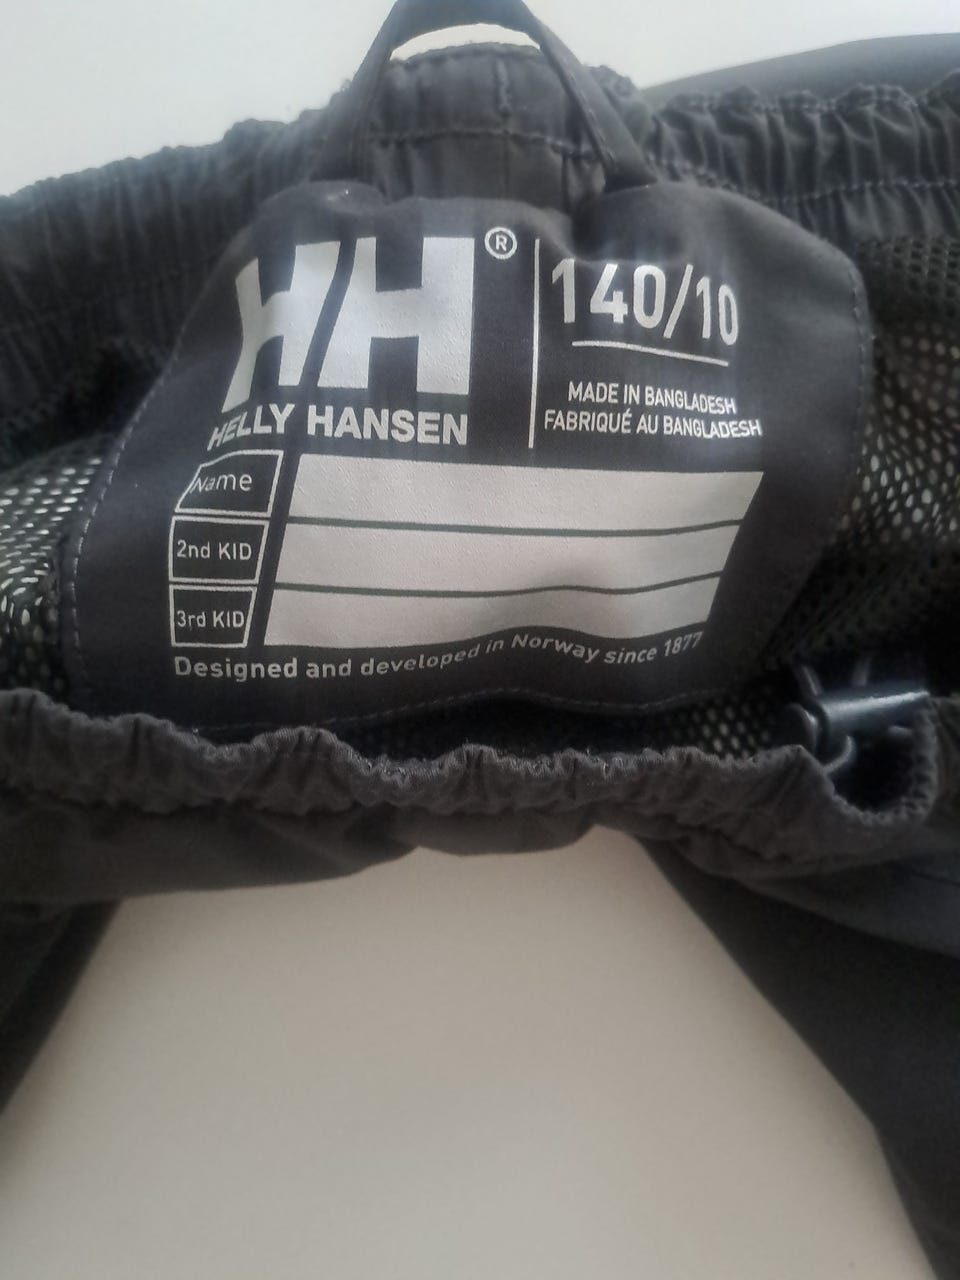 HH®
HELLY HANSEN
140/10
MADE IN BANGLADESH
FABRIQUÉ AU BANGLADESH
Name
2nd KID
3rd KID
Designed and developed in Norway since 1877